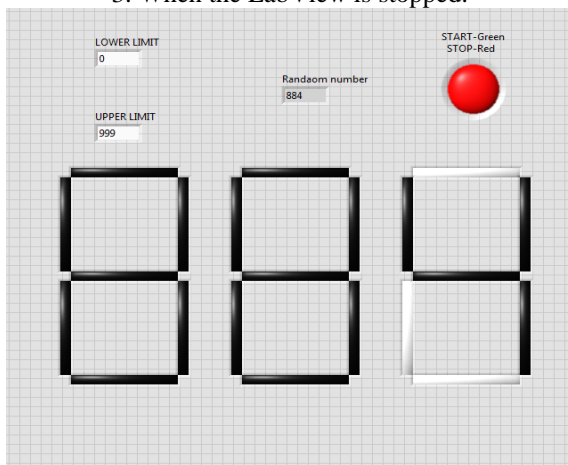 3. When the LabView is stopped.
LOWER LIMIT
0
START-Green
STOP-Red
Randaom number
884
UPPER LIMIT
999
884